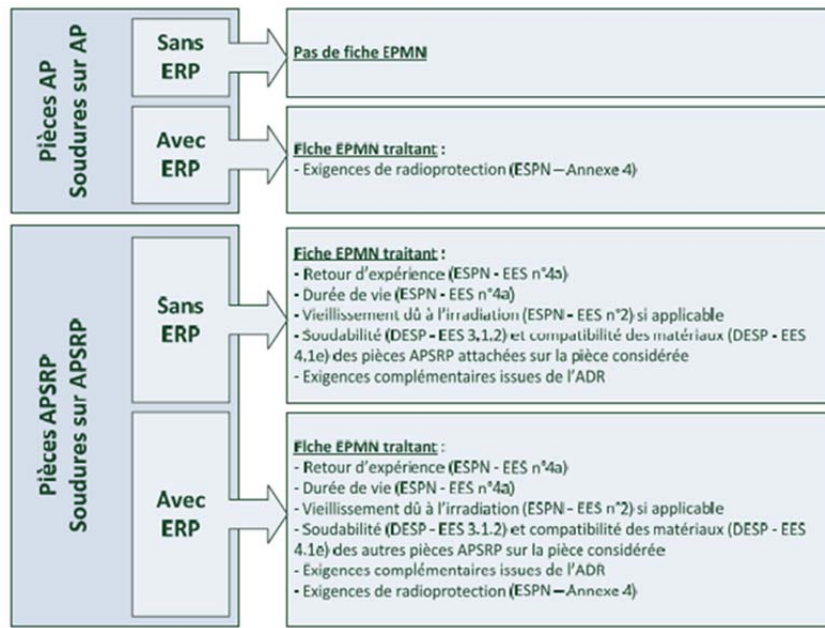 Pièces AP
Soudures sur AP
Sans
ERP
Pas de fiche EPMN
Avec
ERP
Fiche EPMN traitant :
- Exigences de radioprotection (ESPN – Annexe 4)
Pièces APSRP
Soudures sur APSRP
Sans
ERP
Fiche EPMN traitant :
- Retour d'expérience (ESPN - EES n°4a)
- Durée de vie (ESPN - EES n°4a)
- Vieillissement dû à l'irradiation (ESPN - EES n°2) si applicable
- Soudabilité (DESP - EES 3.1.2) et compatibilité des matériaux (DESP - EES
4.1e) des pièces APSRP attachées sur la pièce considérée
- Exigences complémentaires issues de l'ADR
Avec
ERP
Fiche EPMN traitant :
- Retour d'expérience (ESPN - EES n°4a)
- Durée de vie (ESPN - EES n°4a)
- Vieillissement dû à l'irradiation (ESPN - EES n°2) si applicable
- Soudabilité (DESP - EES 3.1.2) et compatibilité des matériaux (DESP - EES
4.1e) des autres pièces APSRP sur la pièce considérée
- Exigences complémentaires issues de l'ADR
- Exigences de radioprotection (ESPN – Annexe 4)